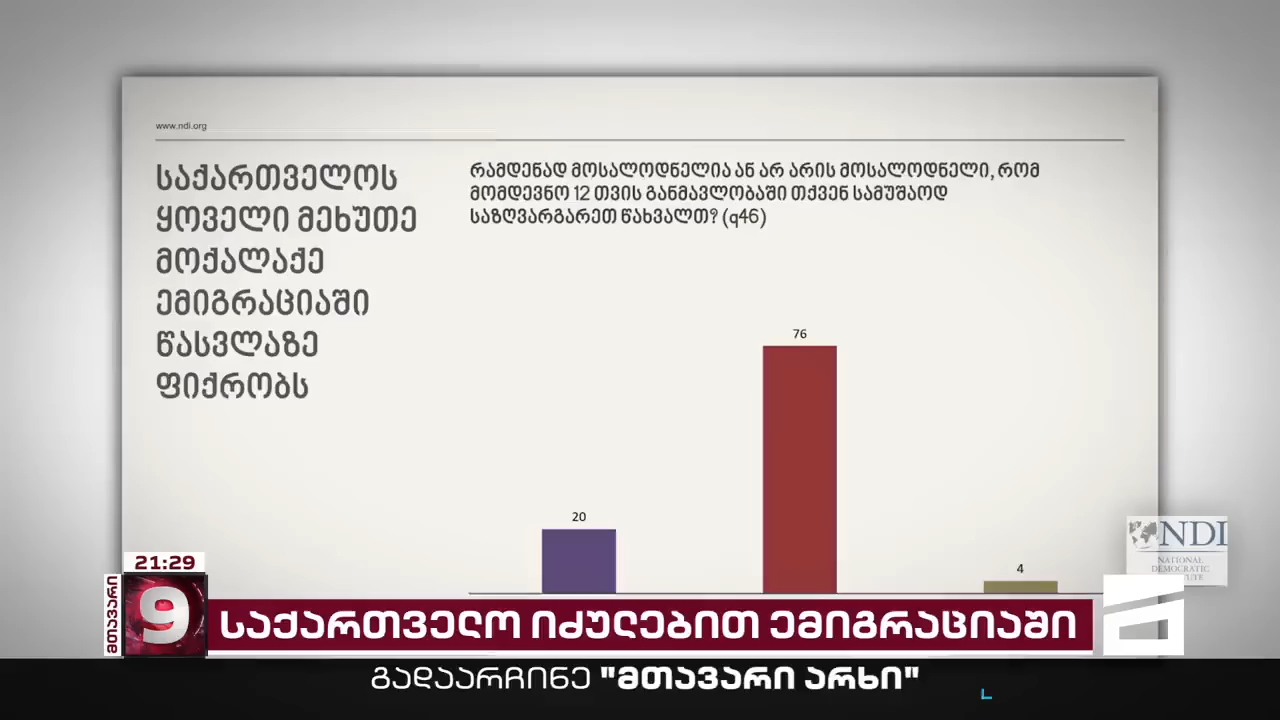 www.ndi.org
საქართველოს
ყოველი მეხუთე
მოქალაქე
ემიგრაციაში
წასვლაზე
ფიქრობს
რამდენად მოსალოდნელია ან არ არის მოსალოდნელი, რომ
მომდევნო 12 თვის განმავლობაში თქვენ სამუშაოდ
საზღვარგარეთ წახვალთ? (q46)
76
20
4
NDI
NATIONAL
DEMOCRATIC
21:29
მთავარი
9
საქართველო იძულებით ემიგრაციაში
გადაარჩინე "მთავარი არხი"